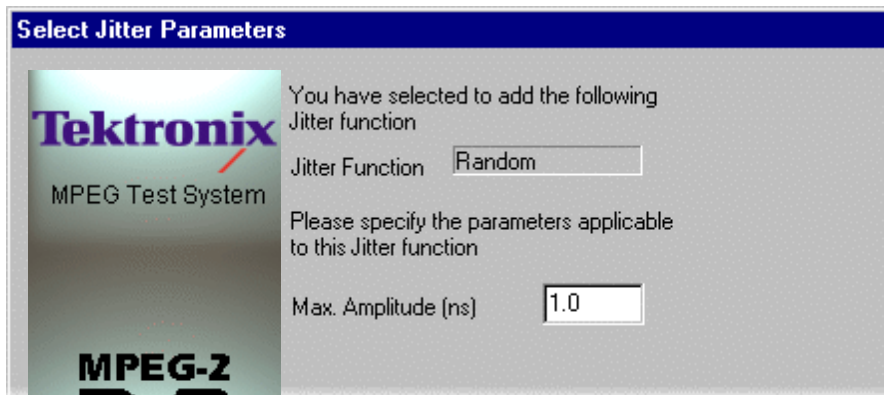 Select Jitter Parameters
Tektronix
MPEG Test System
MPEG-2
You have selected to add the following
Jitter function
Jitter Function Random
Please specify the parameters applicable
to this Jitter function
Max. Amplitude (ns) 1.0